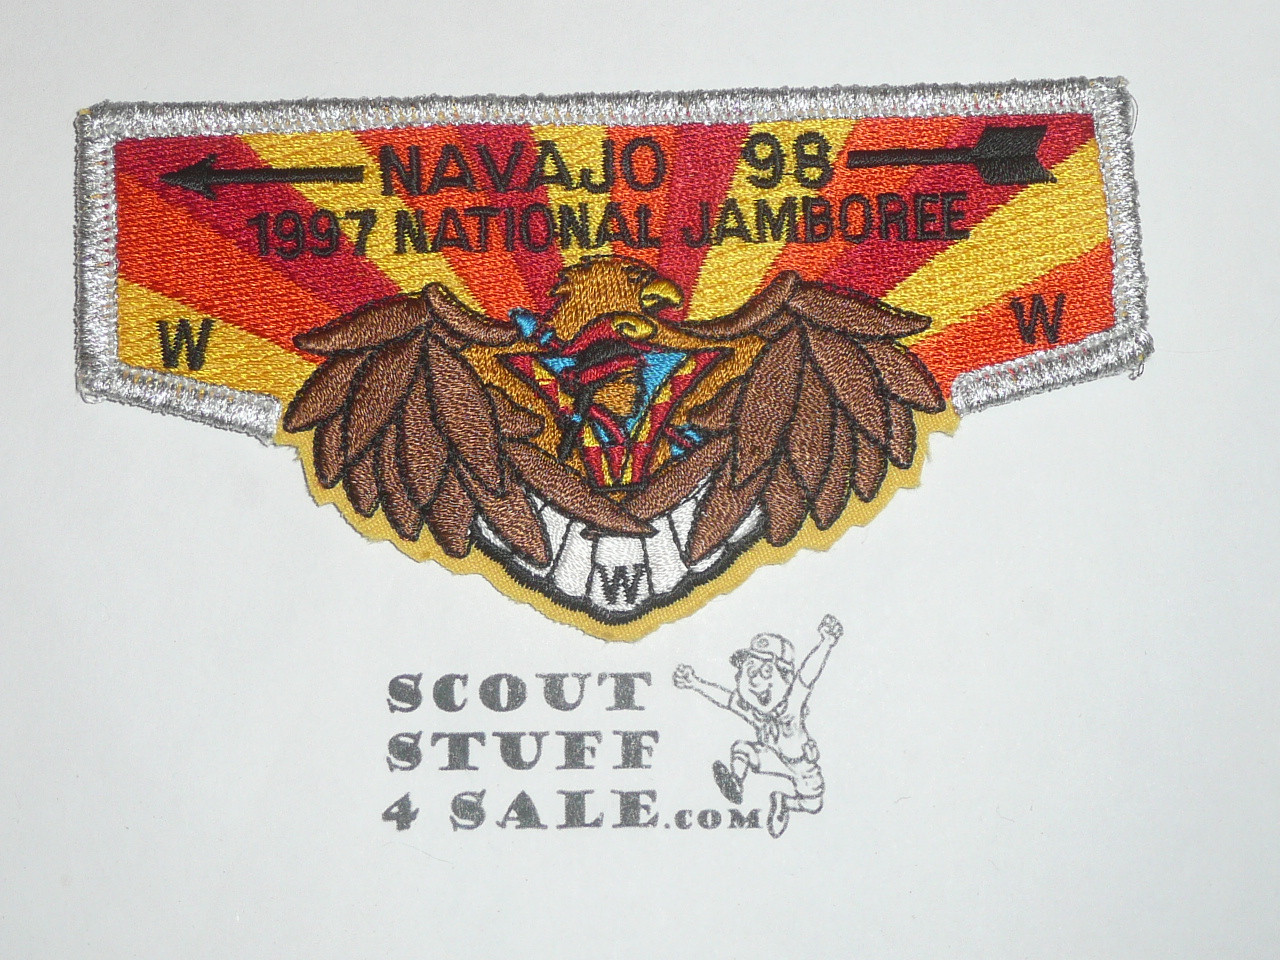 NAVAJO 98
1997 NATIONAL JAMBOREE
W W
W
SCOUT
STUFF
4 SALE.COM